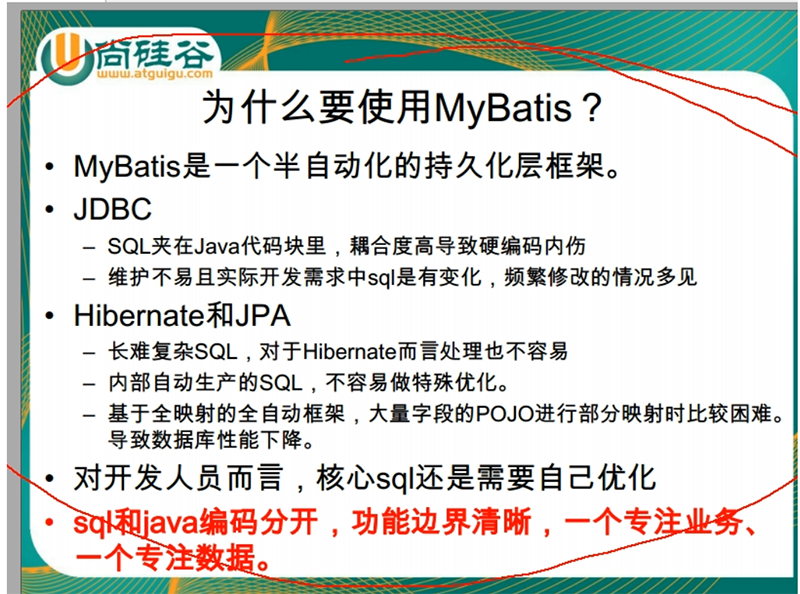 尚硅谷
www.atguigu.com
为什么要使用MyBatis？
• MyBatis是一个半自动化的持久化层框架。
• JDBC
– SQL夹在Java代码块里，耦合度高导致硬编码内伤
– 维护不易且实际开发需求中sql是有变化，频繁修改的情况多见
• Hibernate和JPA
– 长难复杂SQL，对于Hibernate而言处理也不容易
– 内部自动生产的SQL，不容易做特殊优化。
– 基于全映射的全自动框架，大量字段的POJO进行部分映射时比较困难。
导致数据库性能下降。
• 对开发人员而言，核心sql还是需要自己优化
• sql和java编码分开，功能边界清晰，一个专注业务、
一个专注数据。